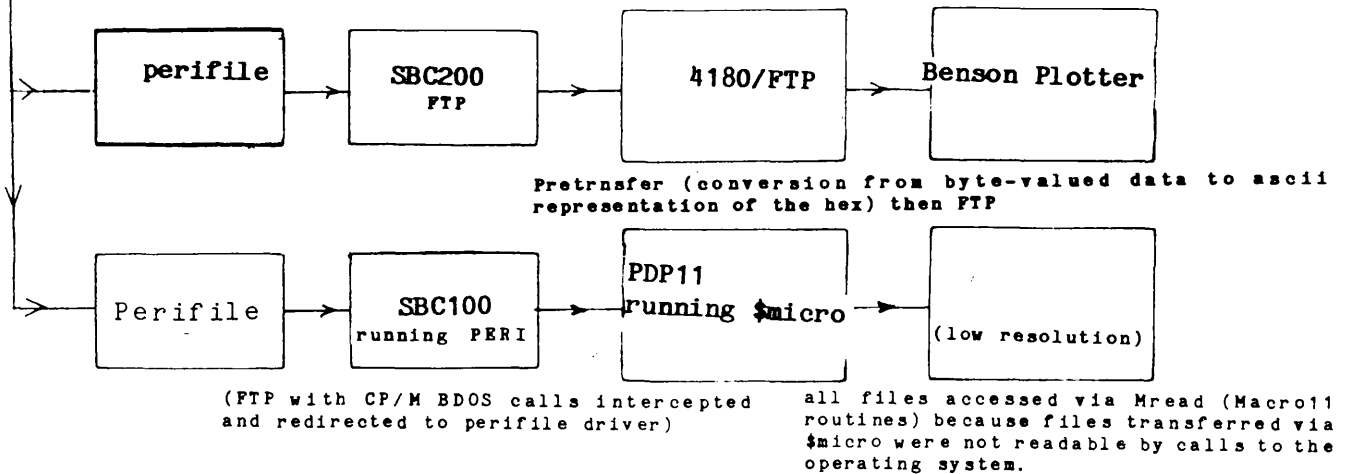 perifile
SBC200
FTP
4180/FTP
Benson Plotter
Pretrnsfer (conversion from byte-valued data to ascii
representation of the hex) then FTP
Perifile
SBC100
running PERI
PDP11
running $micro
(low resolution)
(FTP with CP/M BDOS calls intercepted
and redirected to perifile driver)
all files accessed via Mread (Macro11
routines) because files transferred via
$micro were not readable by calls to the
operating system.